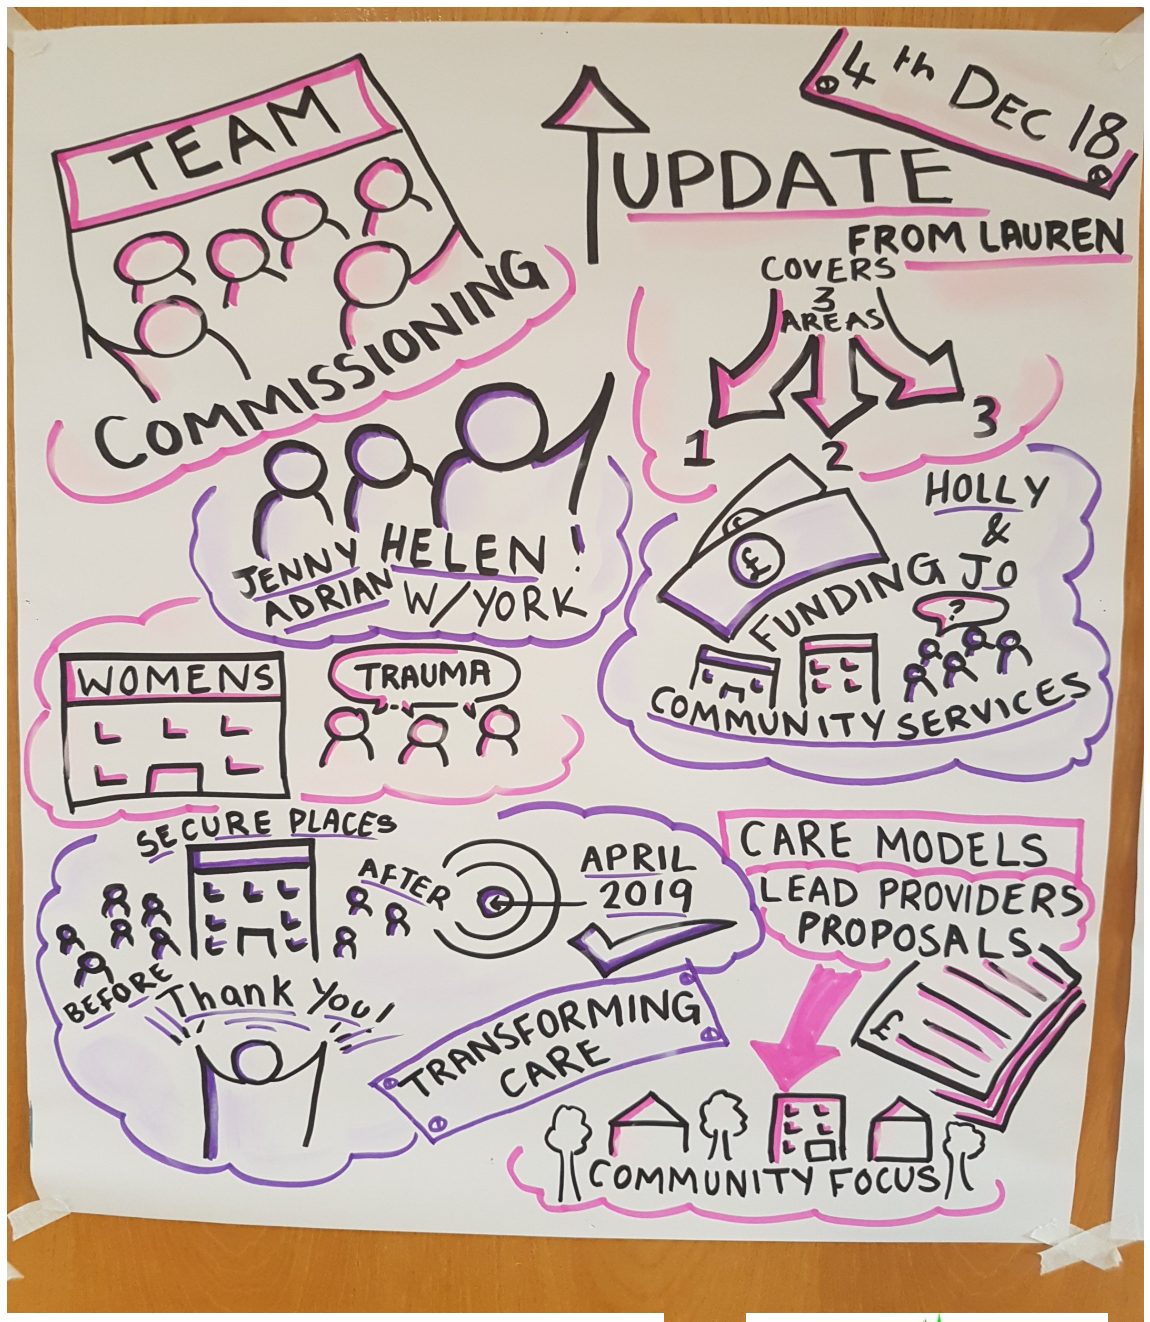 TEAM
COMMISSIONING
4th DEC 18
UPDATE
FROM LAUREN
COVERS
3
AREAS
1
2
3
JENNY
ADRIAN
HELEN!
W/YORK
£
£
FUNDING
HOLLY
&
JO
?
COMMUNITY SERVICES
WOMENS
TRAUMA
SECURE PLACES
BEFORE
AFTER
APRIL
2019
Thank You!
TRANSFORMING
CARE
CARE MODELS
LEAD PROVIDERS
PROPOSALS
£
COMMUNITY FOCUS